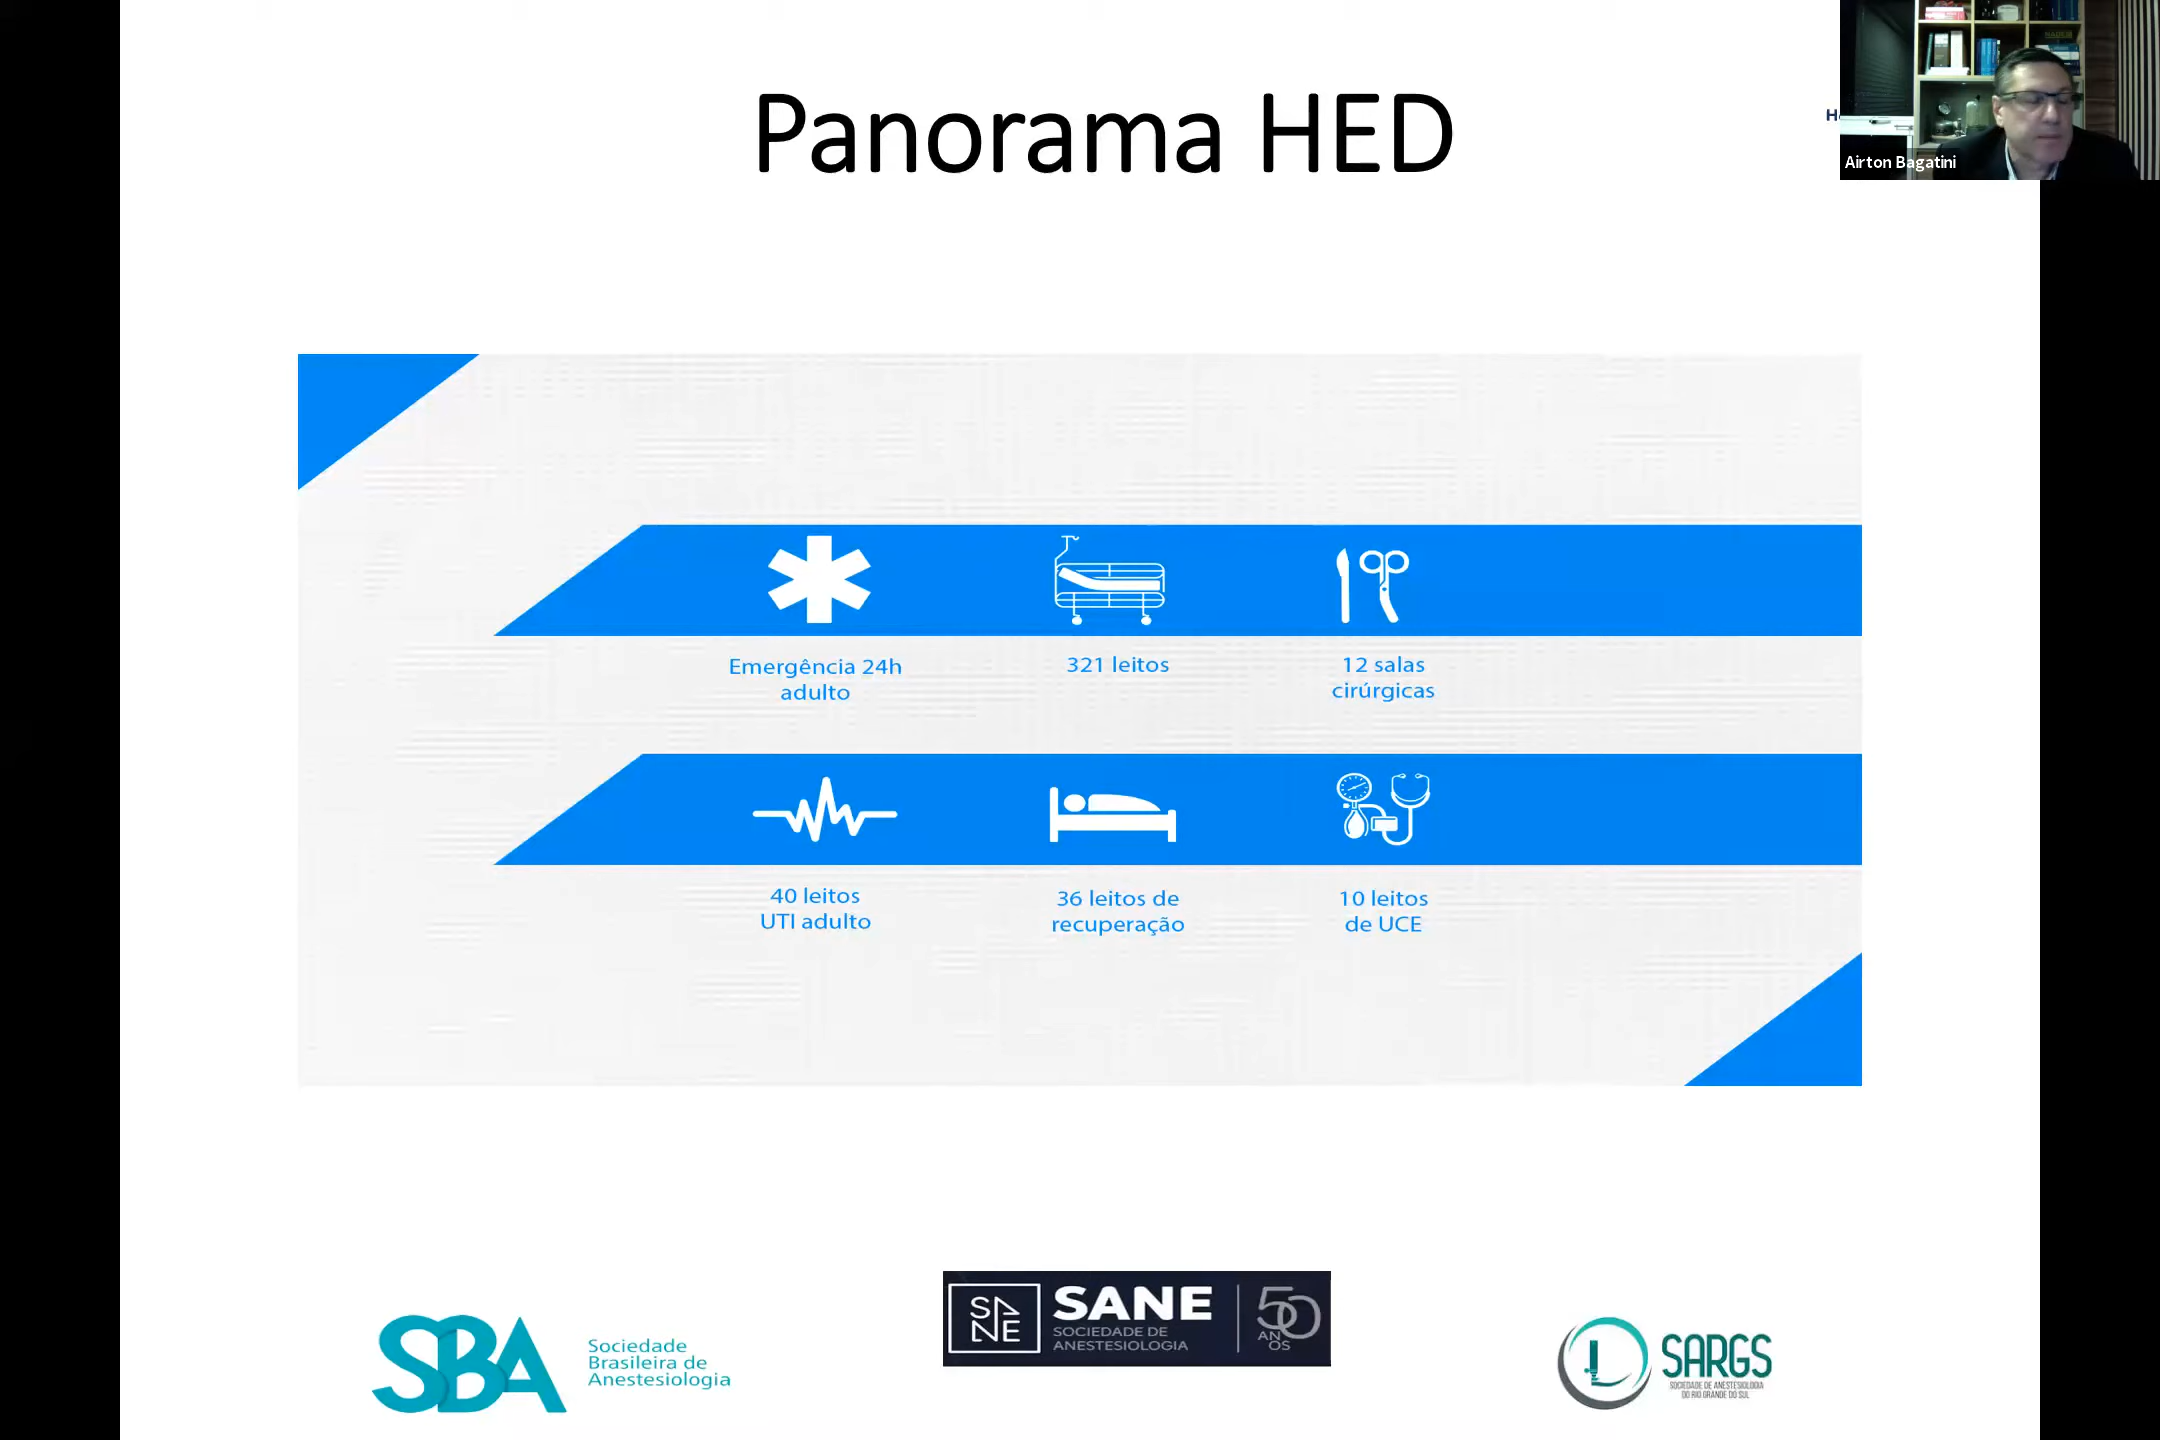 Panorama HED
Airton Bagatini
Emergência 24h
adulto
321 leitos
12 salas
cirúrgicas
40 leitos
UTI adulto
36 leitos de
recuperação
10 leitos
de UCE
SBA
Sociedade
Brasileira de
Anestesiologia
SANE
SANE
SOCIEDADE DE
ANESTESIOLOGIA
50
ANOS
SARGS
SOCIEDADE DE ANESTESIOLOGIA
DO RIO GRANDE DO SUL